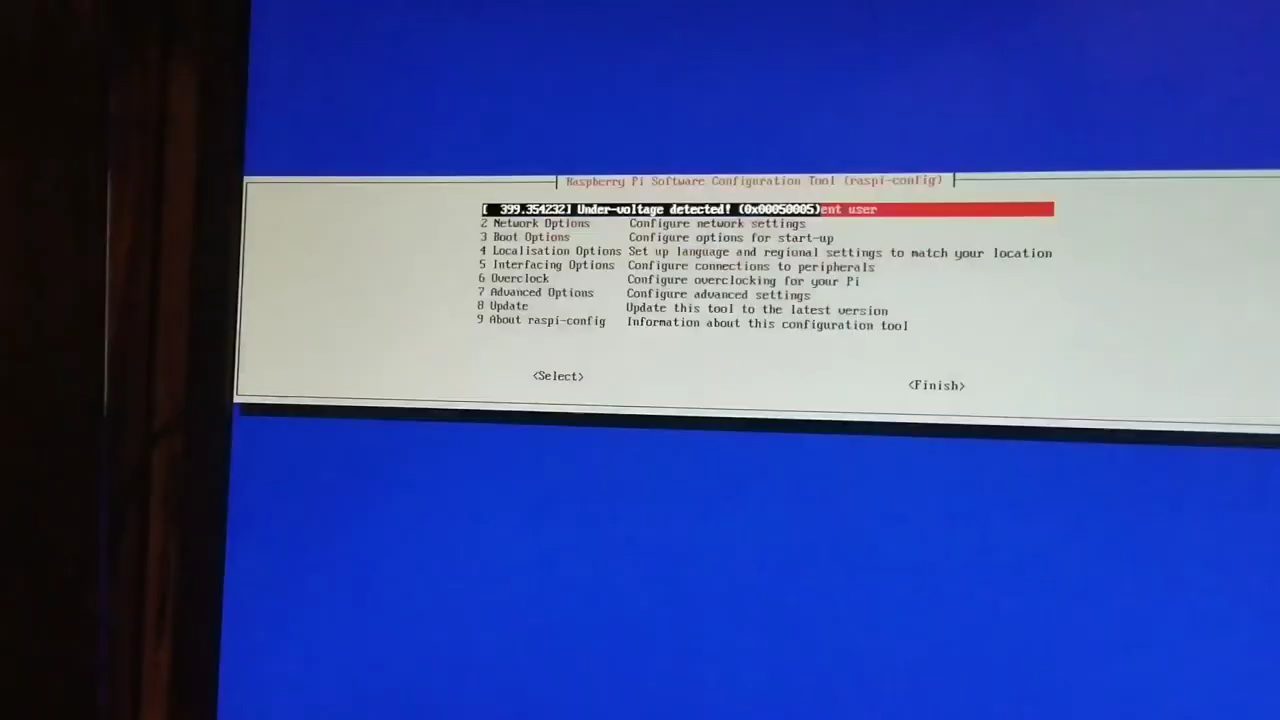 Raspberry Pi Software Configuration Tool (raspi-config)
[  399.354232] Under-voltage detected! (0x00050005)ent user
2 Network Options Configure network settings
3 Boot Options Configure options for start-up
4 Localisation Options Set up language and regional settings to match your location
5 Interfacing Options Configure connections to peripherals
6 Overclock Configure overclocking for your Pi
7 Advanced Options Configure advanced settings
8 Update Update this tool to the latest version
9 About raspi-config Information about this configuration tool
<Select> <Finish>